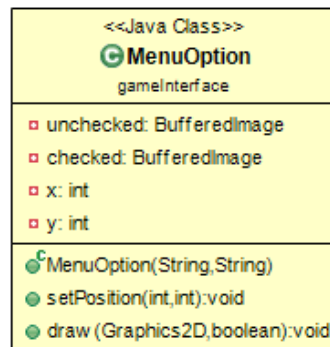 <<Java Class>>
MenuOption
gameInterface
unchecked: BufferedImage
checked: BufferedImage
x: int
y: int
MenuOption(String,String)
setPosition(int,int):void
draw(Graphics2D,boolean):void